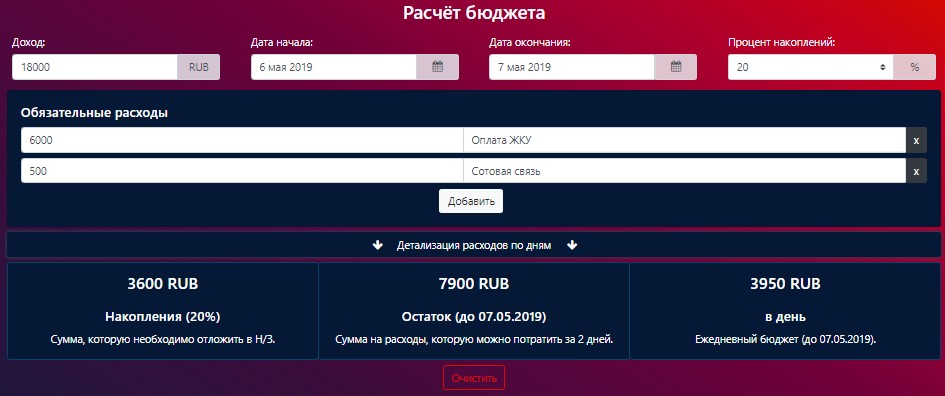 Расчёт бюджета
Доход: Дата начала: Дата окончания: Процент накоплений:
18000 RUB 6 мая 2019 7 мая 2019 20 %
Обязательные расходы
6000 Оплата ЖКУ x
500 Сотовая связь x
Добавить
Детализация расходов по дням
3600 RUB 7900 RUB 3950 RUB
Накопления (20%) Остаток (до 07.05.2019) в день
Сумма, которую необходимо отложить в Н/З. Сумма на расходы, которую можно потратить за 2 дней. Ежедневный бюджет (до 07.05.2019).
Очистить